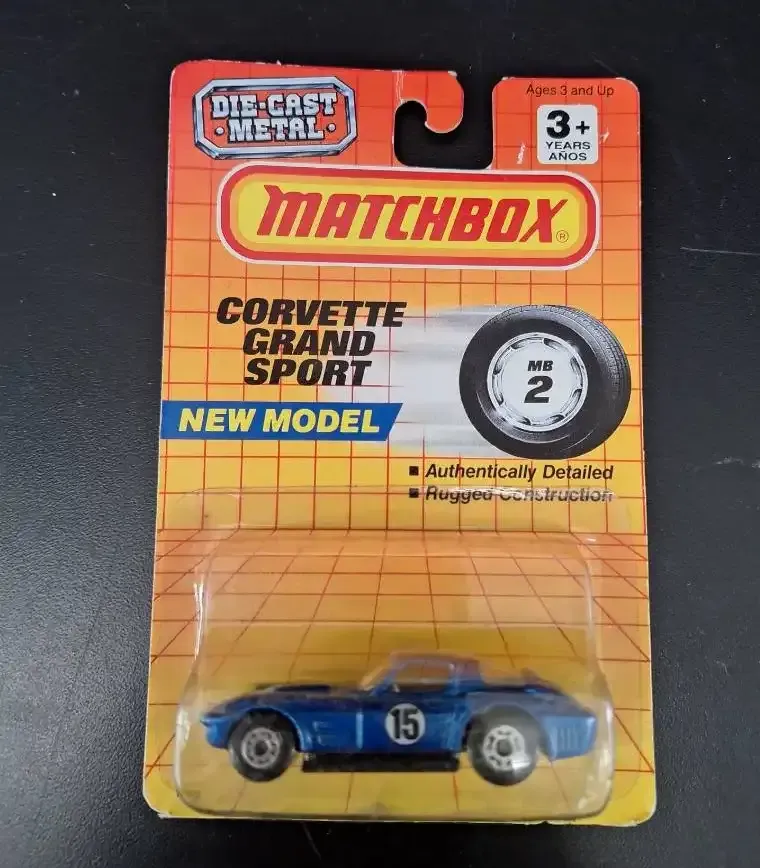 DIE-CAST
• METAL •
Ages 3 and Up
3+
YEARS
AÑOS
MATCHBOX®
CORVETTE
GRAND
SPORT
MB
2
NEW MODEL
■ Authentically Detailed
■ Rugged Construction
15